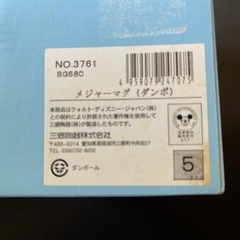 NO.3761
SG680
4 959079 247075
メジャーマグ(ダンボ)
本品はウォルト・ディズニー・ジャパン(株)
との契約により許諾された著作権を使用して
三郷陶器(株)が製造したものです。
三郷陶器株式会社
〒488-0014
5
ダンボール